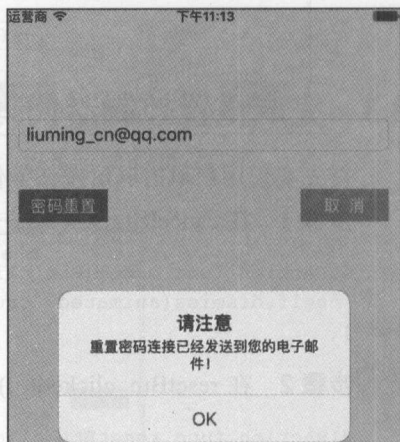 运营商 下午11:13
liuming_cn@qq.com
密码重置 取 消
请注意
重置密码连接已经发送到您的电子邮
件!
OK